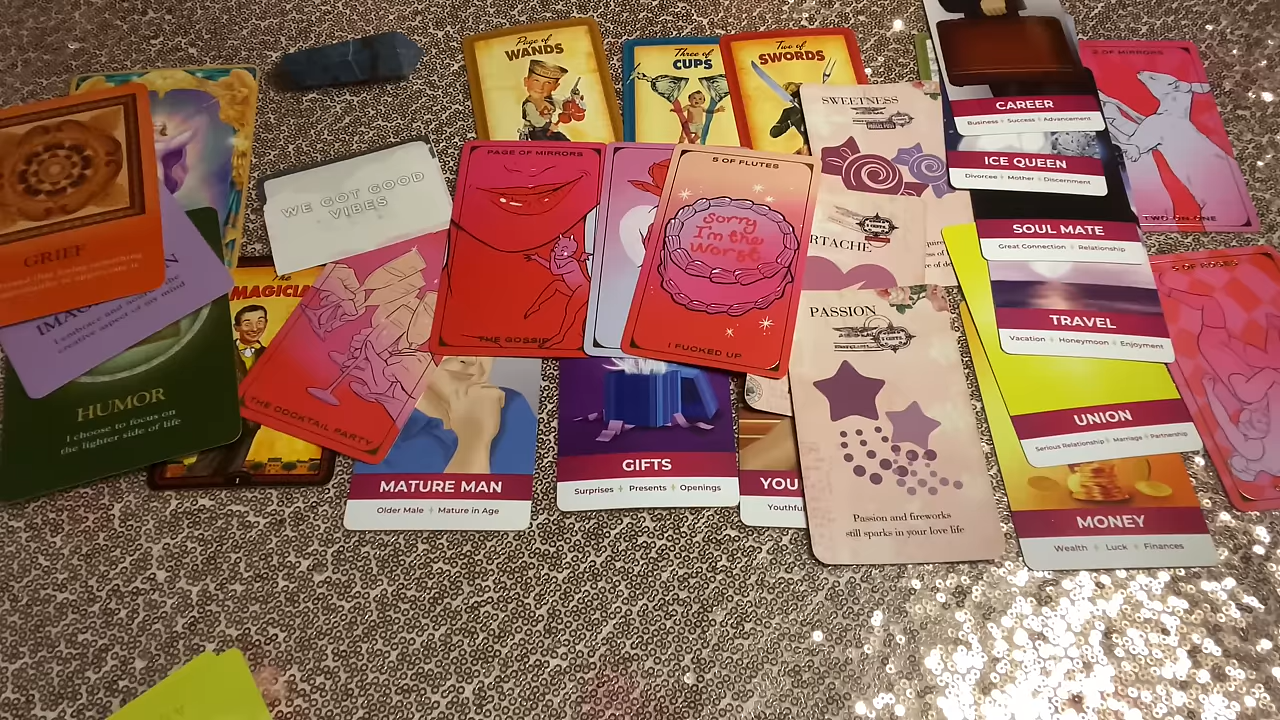 Page of
WANDS
Three of
CUPS
Two of
SWORDS
SWEETNESS
CAREER
Business Success Advancement
2 OF MIRRORS
TWO-ON-ONE
ICE QUEEN
Divorcee Mother Discernment
SOUL MATE
Great Connection Relationship
TRAVEL
Vacation Honeymoon Enjoyment
UNION
Serious Relationship Marriage Partnership
MONEY
Wealth Luck Finances
5 OF ROSES
WE GOT GOOD
VIBES
PAGE OF MIRRORS
THE GOSSIP
5 OF FLUTES
Sorry
I'm the
worst
I FUCKED UP
RTACHE
PASSION
Passion and fireworks
still sparks in your love life
GRIEF
I embrace and
creative aspect of my mind
HUMOR
I choose to focus on
the lighter side of life
The
MAGICIAN
I
THE COCKTAIL PARTY
MATURE MAN
Older Male Mature in Age
GIFTS
Surprises Presents Openings
YOU
Youthfu